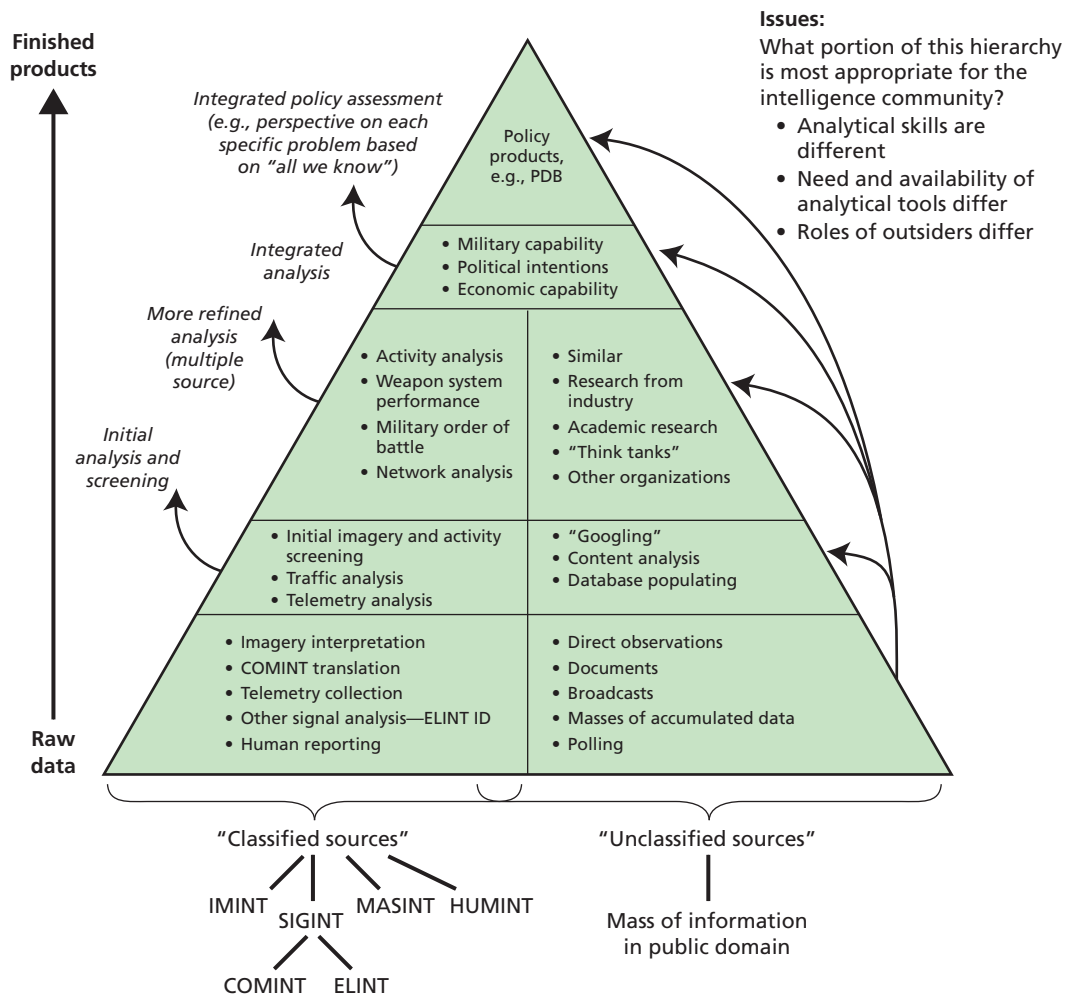 Finished
products
Raw
data
Integrated policy assessment
(e.g., perspective on each
specific problem based
on “all we know”)
Integrated
analysis
More refined
analysis
(multiple
source)
Initial
analysis and
screening
Policy
products,
e.g., PDB
• Military capability
• Political intentions
• Economic capability
• Activity analysis
• Weapon system
performance
• Military order of
battle
• Network analysis
• Similar
• Research from
industry
• Academic research
• “Think tanks”
• Other organizations
• Initial imagery and activity
screening
• Traffic analysis
• Telemetry analysis
• “Googling”
• Content analysis
• Database populating
• Imagery interpretation
• COMINT translation
• Telemetry collection
• Other signal analysis—ELINT ID
• Human reporting
• Direct observations
• Documents
• Broadcasts
• Masses of accumulated data
• Polling
Issues:
What portion of this hierarchy
is most appropriate for the
intelligence community?
• Analytical skills are
different
• Need and availability of
analytical tools differ
• Roles of outsiders differ
“Classified sources”
IMINT
SIGINT
MASINT
HUMINT
COMINT
ELINT
“Unclassified sources”
Mass of information
in public domain